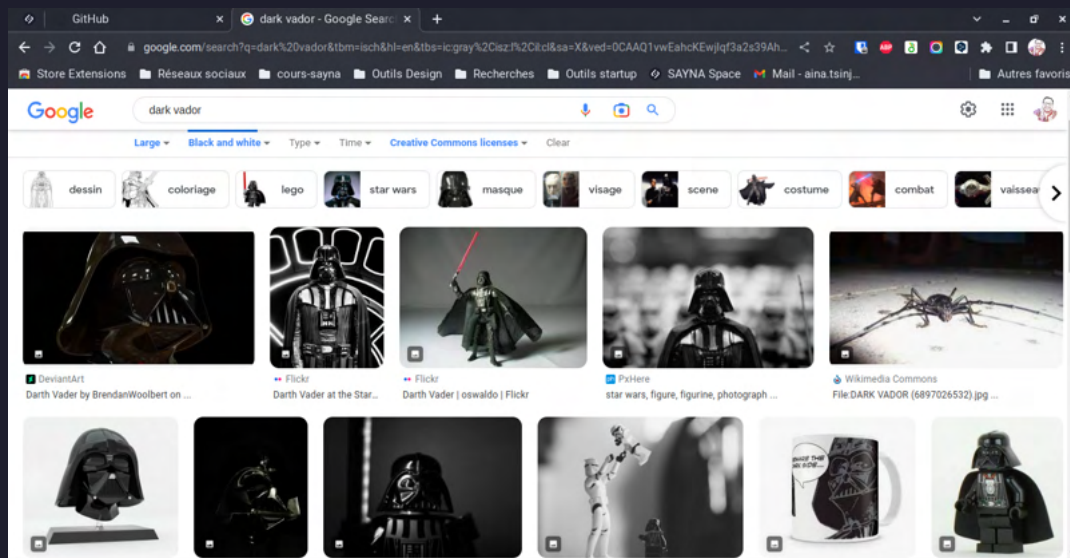 GitHub
dark vador - Google Searc
google.com/search?q=dark%20vador&tbm=isch&hl=en&tbs=ic:gray%2Cisz:l%2Cil:cl&sa=X&ved=0CAAQ1vwEahcKEwjIqf3a2s39Ah...
Store Extensions Réseaux sociaux cours-sayna Outils Design Recherches Outils startup SAYNA Space Mail - aina.tsinj... Autres favoris
Google dark vador
Large Black and white Type Time Creative Commons licenses Clear
dessin coloriage lego star wars masque visage scene costume combat vaissea
DeviantArt
Darth Vader by BrendanWoolbert on ...
Flickr
Darth Vader at the Star...
Flickr
Darth Vader | oswaldo | Flickr
PxHere
star wars, figure, figurine, photograph ...
Wikimedia Commons
File:DARK VADOR (6897026532).jpg ...
THE
SIDE...